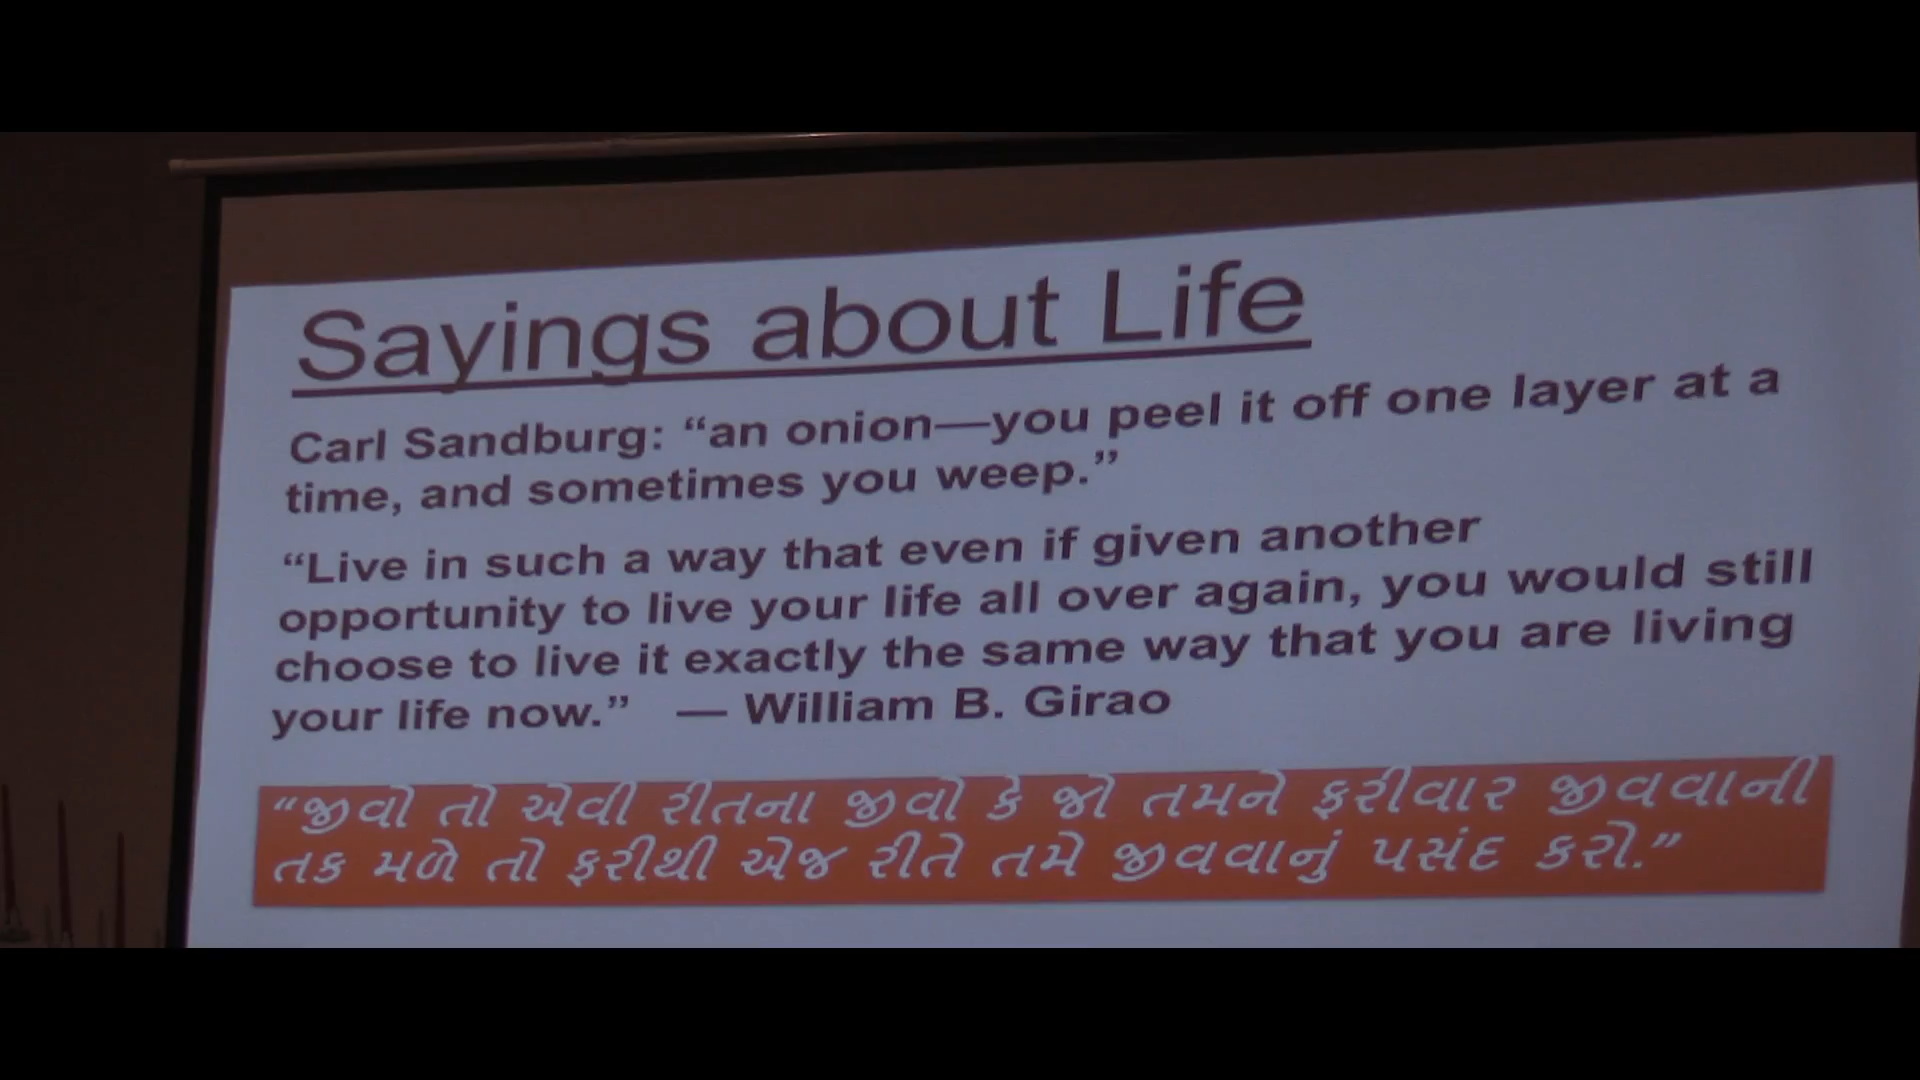 Sayings about Life
Carl Sandburg: “an onion—you peel it off one layer at a
time, and sometimes you weep.”
“Live in such a way that even if given another
opportunity to live your life all over again, you would still
choose to live it exactly the same way that you are living
your life now.” — William B. Girao
“જીવો તો એવી રીતના જીવો કે જો તમને ફરીવાર જીવવાની
તક મળે તો ફરીથી એજ રીતે તમે જીવવાનું પસંદ કરો.”